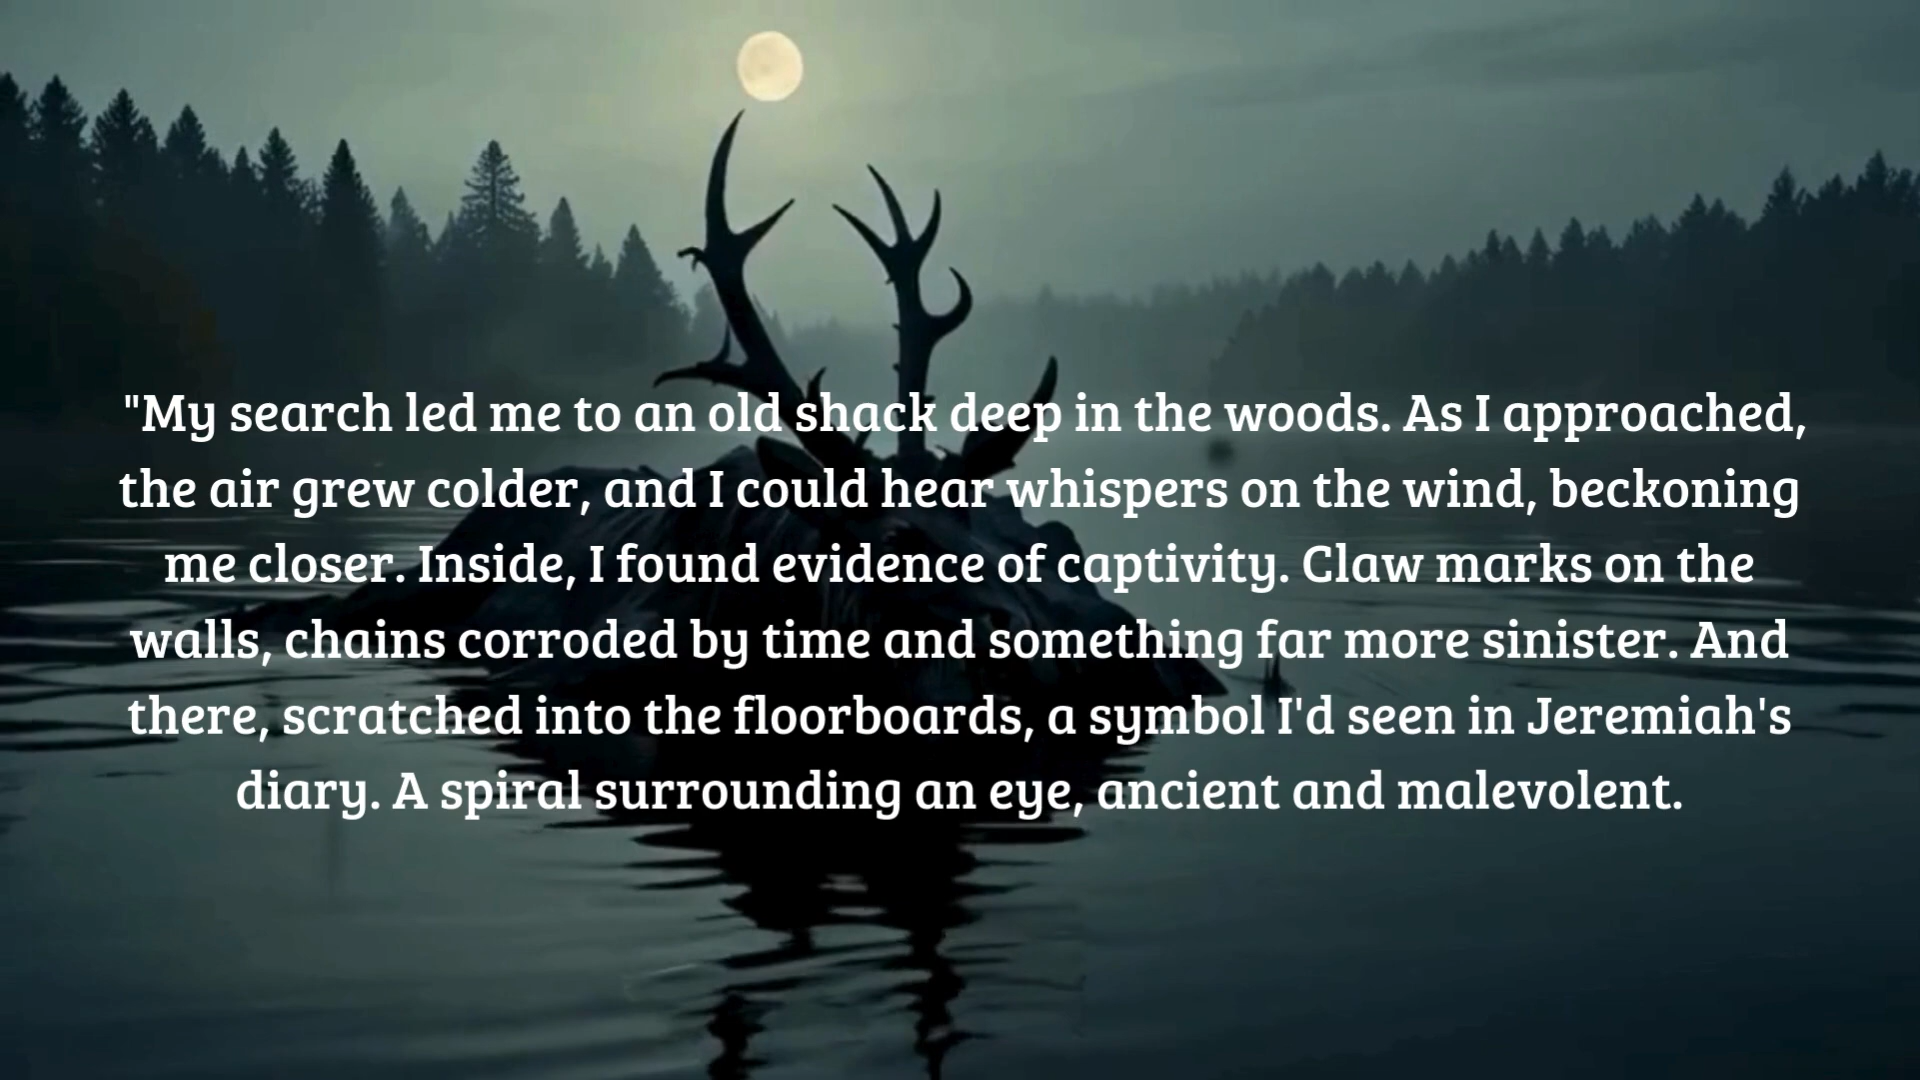 "My search led me to an old shack deep in the woods. As I approached,
the air grew colder, and I could hear whispers on the wind, beckoning
me closer. Inside, I found evidence of captivity. Claw marks on the
walls, chains corroded by time and something far more sinister. And
there, scratched into the floorboards, a symbol I'd seen in Jeremiah's
diary. A spiral surrounding an eye, ancient and malevolent.